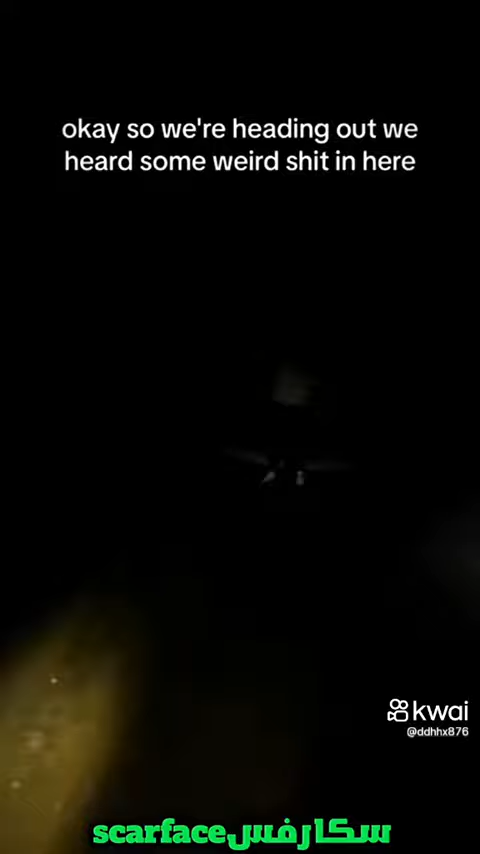 okay so we're heading out we
heard some weird shit in here
kwai
@ddhhx876
scarfaceسكارفس